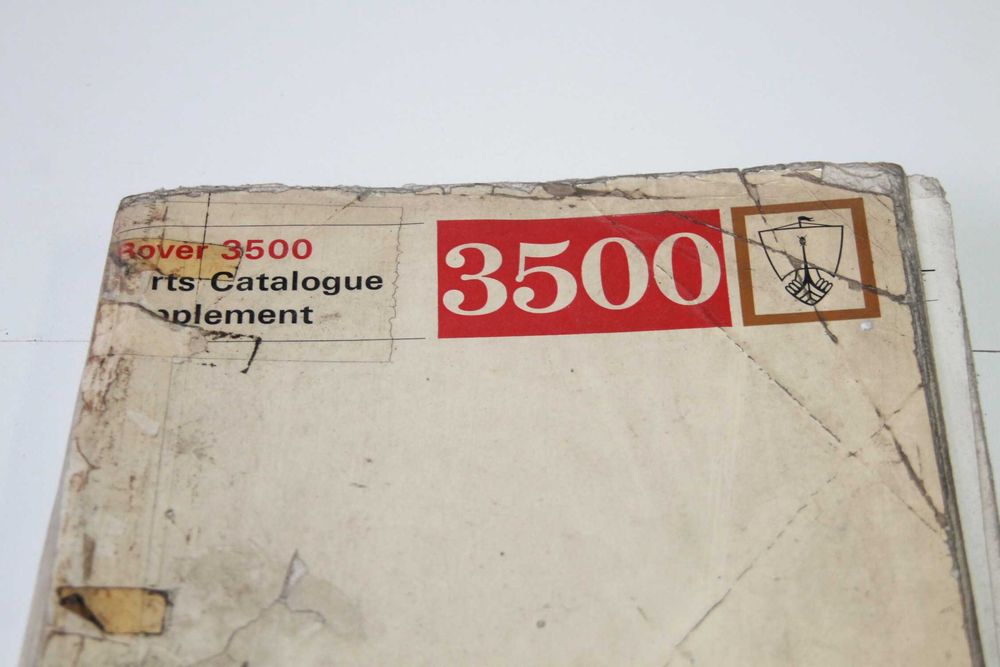 Rover 3500
rts Catalogue
plement
3500